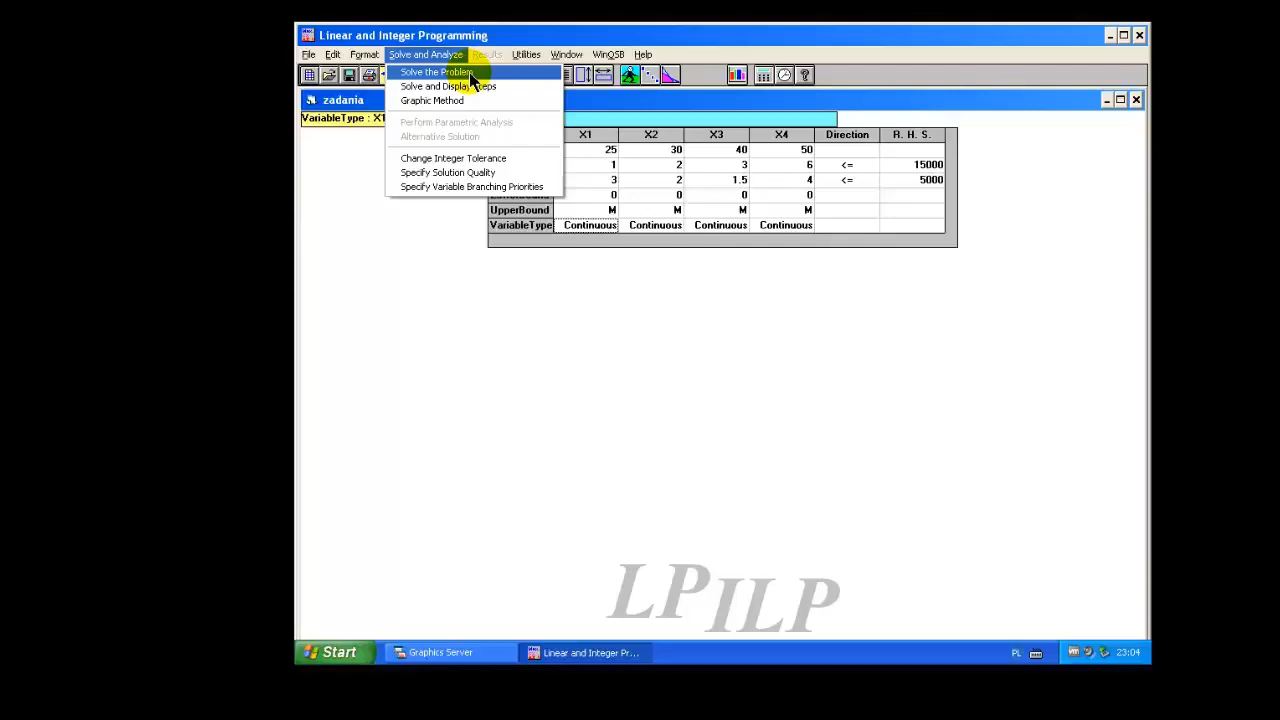 Linear and Integer Programming
File Edit Format Solve and Analyze Results Utilities Window WinQSB Help
Solve the Problem
Solve and Display Steps
Graphic Method
Perform Parametric Analysis
Alternative Solution
Change Integer Tolerance
Specify Solution Quality
Specify Variable Branching Priorities
zadania
VariableType : X1
X1 X2 X3 X4 Direction R. H. S.
25 30 40 50
1 2 3 6 <= 15000
3 2 1.5 4 <= 5000
0 0 0 0
UpperBound M M M M
VariableType Continuous Continuous Continuous Continuous
LP ILP
Start Graphics Server Linear and Integer Pr... PL 23:04